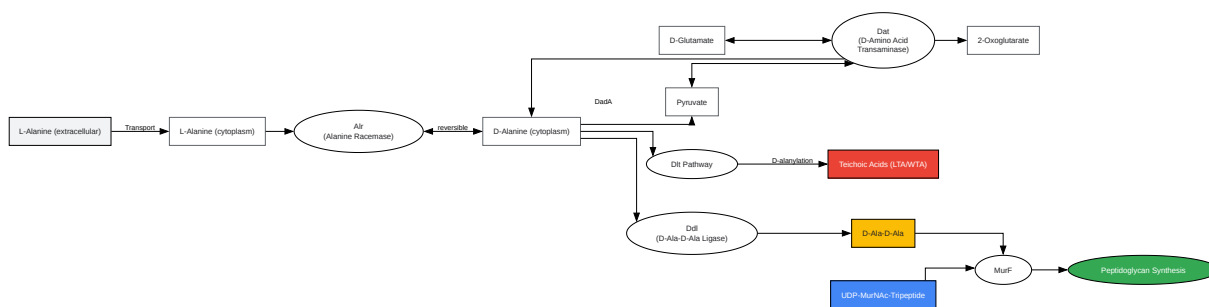 Dat
(D-Amino Acid
Transaminase)
D-Glutamate
2-Oxoglutarate
DadA
Pyruvate
L-Alanine (extracellular)
Transport
L-Alanine (cytoplasm)
Alr
(Alanine Racemase)
reversible
D-Alanine (cytoplasm)
Dlt Pathway
D-alanylation
Teichoic Acids (LTA/WTA)
Ddl
(D-Ala-D-Ala Ligase)
D-Ala-D-Ala
MurF
Peptidoglycan Synthesis
UDP-MurNAc-Tripeptide